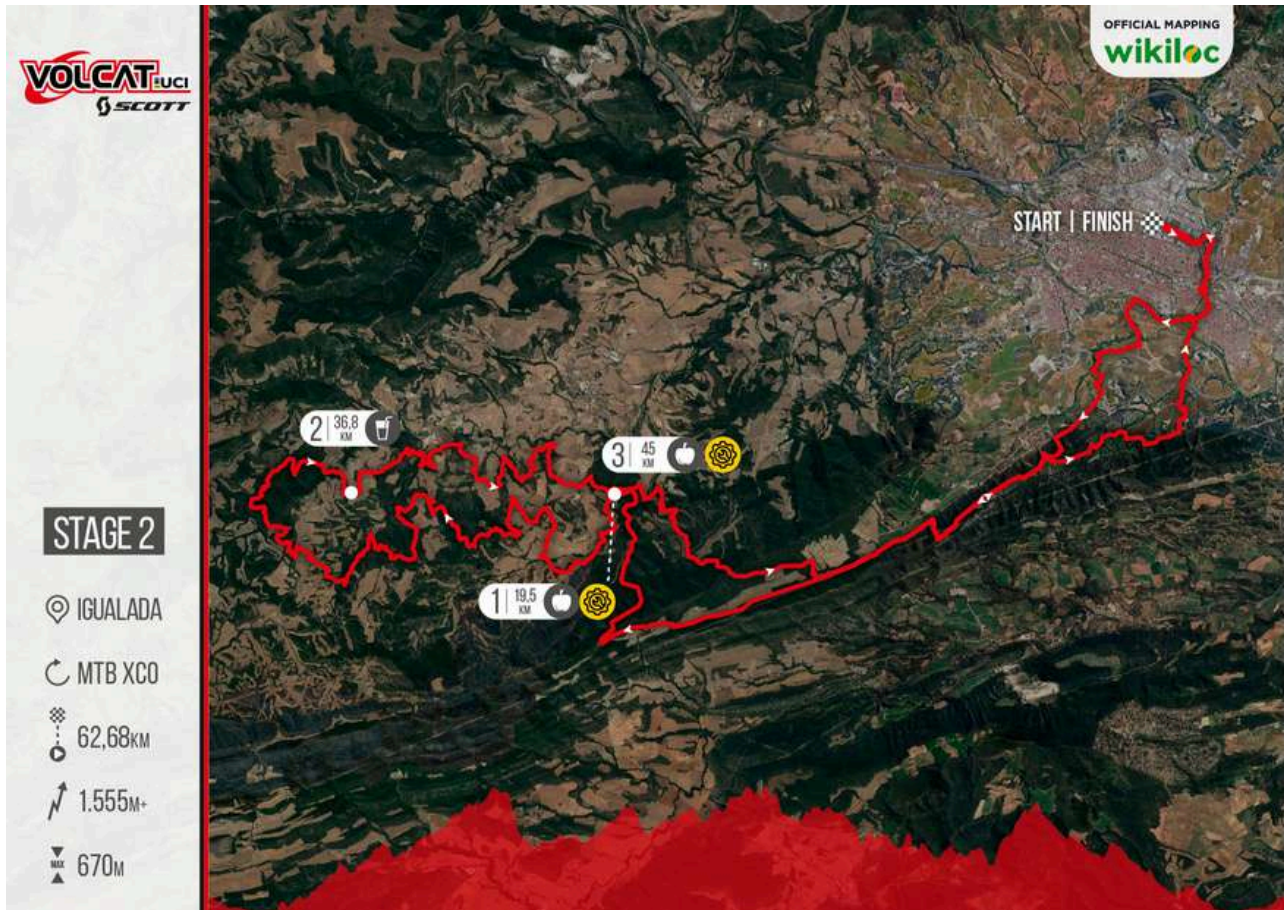 VOLCAT UCI
SCOTT
OFFICIAL MAPPING
wikiloc
START | FINISH
2 | 36,8 KM
3 | 45 KM
1 | 19,5 KM
STAGE 2
IGUALADA
MTB XCO
62,68KM
1.555M+
MAX
670M